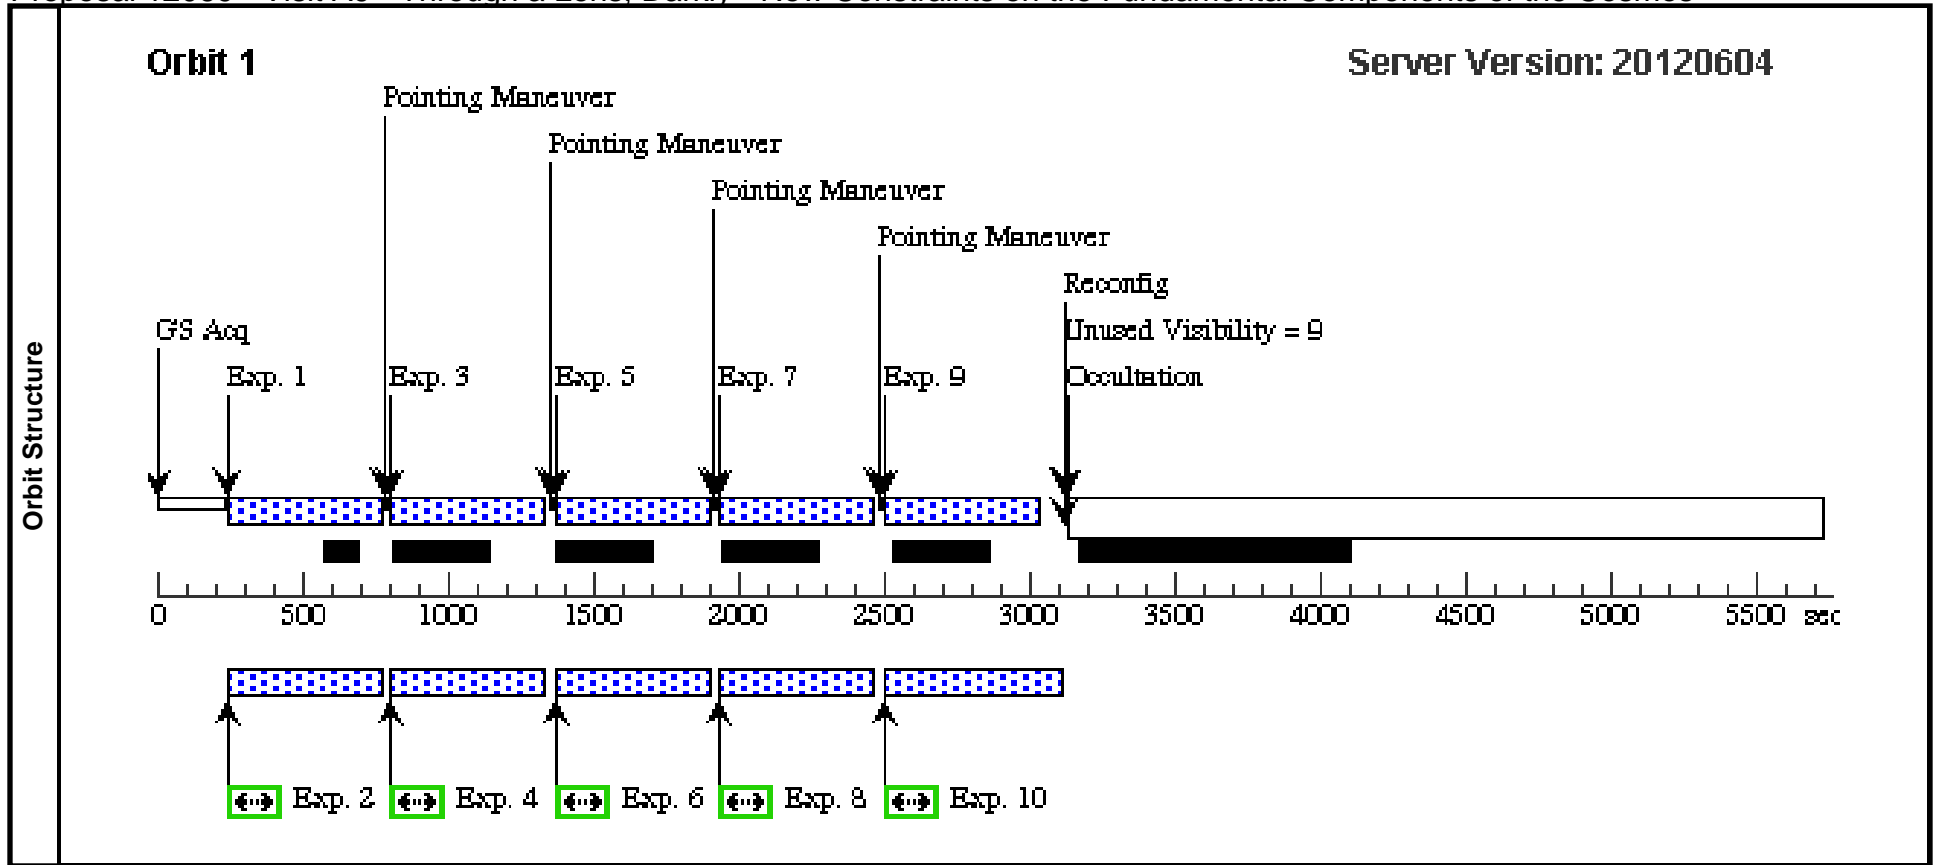 Orbit 1
Server Version: 20120604
Pointing Maneuver
Pointing Maneuver
Pointing Maneuver
Pointing Maneuver
Reconfig
GS Acq
Unused Visibility = 9
Exp. 1
Exp. 3
Exp. 5
Exp. 7
Exp. 9
Occultation
Orbit Structure
0 500 1000 1500 2000 2500 3000 3500 4000 4500 5000 5500 sec
Exp. 2
Exp. 4
Exp. 6
Exp. 8
Exp. 10